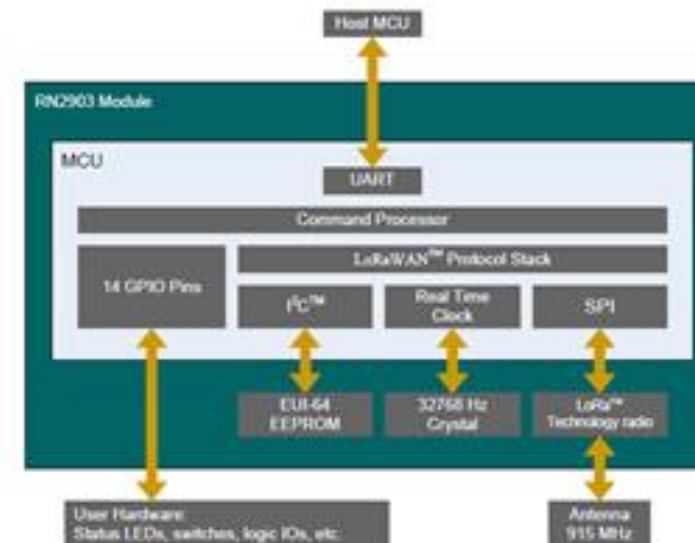 Host MCU
RN2903 Module
MCU
UART
Command Processor
14 GPIO Pins
LoRaWAN™ Protocol Stack
I²C™
Real Time
Clock
SPI
EUI-64
EEPROM
32768 Hz
Crystal
LoRa™
Technology radio
User Hardware:
Status LEDs, switches, logic IOs, etc.
Antenna
915 MHz